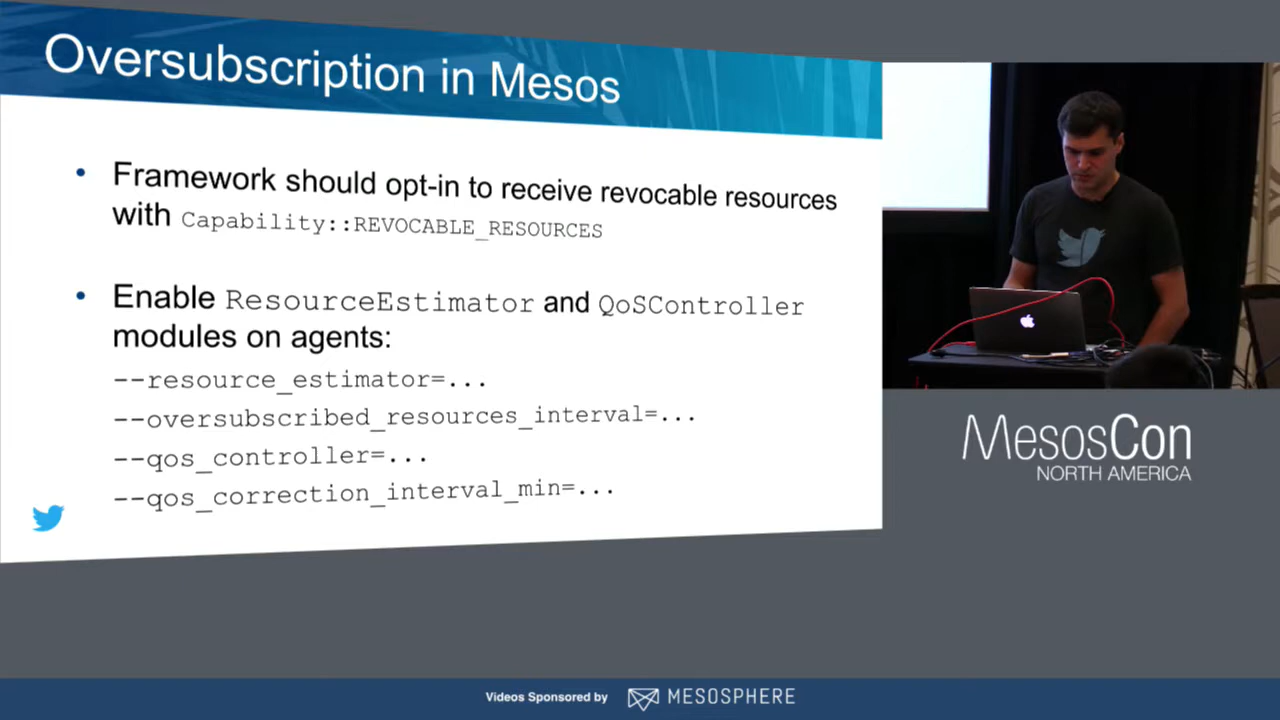 Oversubscription in Mesos
• Framework should opt-in to receive revocable resources
with Capability::REVOCABLE_RESOURCES
• Enable ResourceEstimator and QoSController
modules on agents:
--resource_estimator=...
--oversubscribed_resources_interval=...
--qos_controller=...
--qos_correction_interval_min=...
MesosCon
NORTH AMERICA
Videos Sponsored by MESOSPHERE